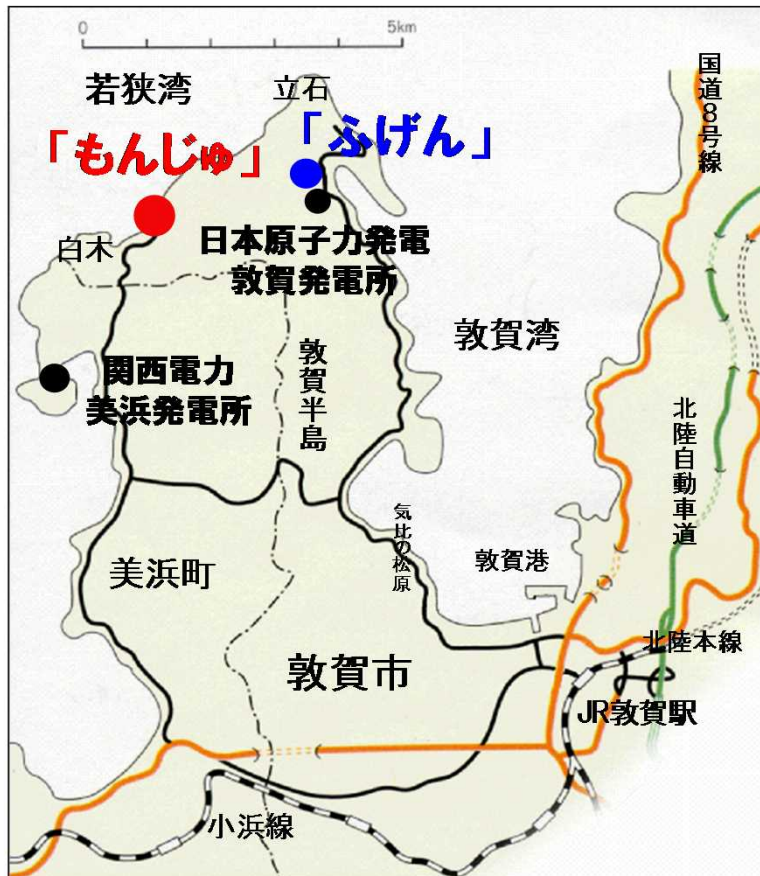 0
5km
若狭湾
立石
国道8号線
「もんじゅ」
「ふげん」
白木
日本原子力発電
敦賀発電所
敦賀湾
関西電力
美浜発電所
敦賀半島
北陸自動車道
気比の松原
美浜町
敦賀港
敦賀市
北陸本線
JR敦賀駅
小浜線